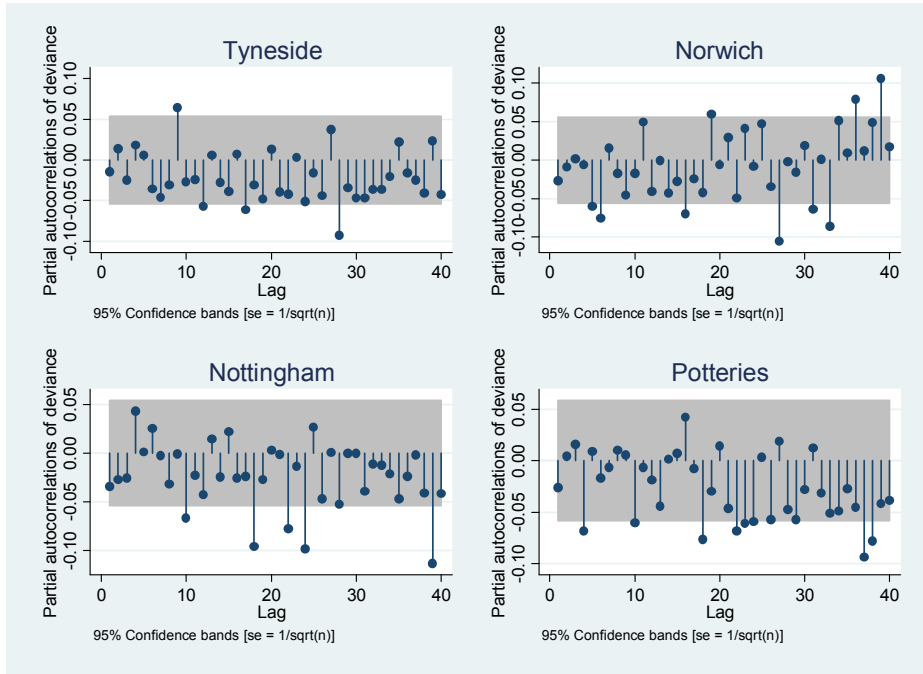 Tyneside
Partial autocorrelations of deviance
0.10
0.05
0.00
-0.05
-0.10
0 10 20 30 40
Lag
95% Confidence bands [se = 1/sqrt(n)]
Norwich
Partial autocorrelations of deviance
0.10
0.05
0.00
-0.05
-0.10
0 10 20 30 40
Lag
95% Confidence bands [se = 1/sqrt(n)]
Nottingham
Partial autocorrelations of deviance
0.05
0.00
-0.05
-0.10
0 10 20 30 40
Lag
95% Confidence bands [se = 1/sqrt(n)]
Potteries
Partial autocorrelations of deviance
0.05
0.00
-0.05
-0.10
0 10 20 30 40
Lag
95% Confidence bands [se = 1/sqrt(n)]